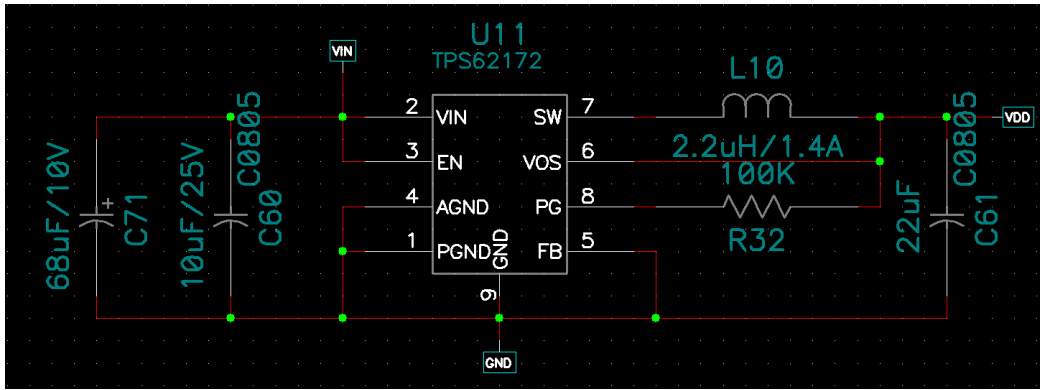 U11
TPS62172
VIN
L10
2
VIN
SW
7
VDD
3
EN
VOS
6
2.2uH/1.4A
100K
4
AGND
PG
8
R32
1
PGND
GND
FB
5
9
GND
68uF/10V
+
C71
10uF/25V
C0805
C60
22uF
C0805
C61